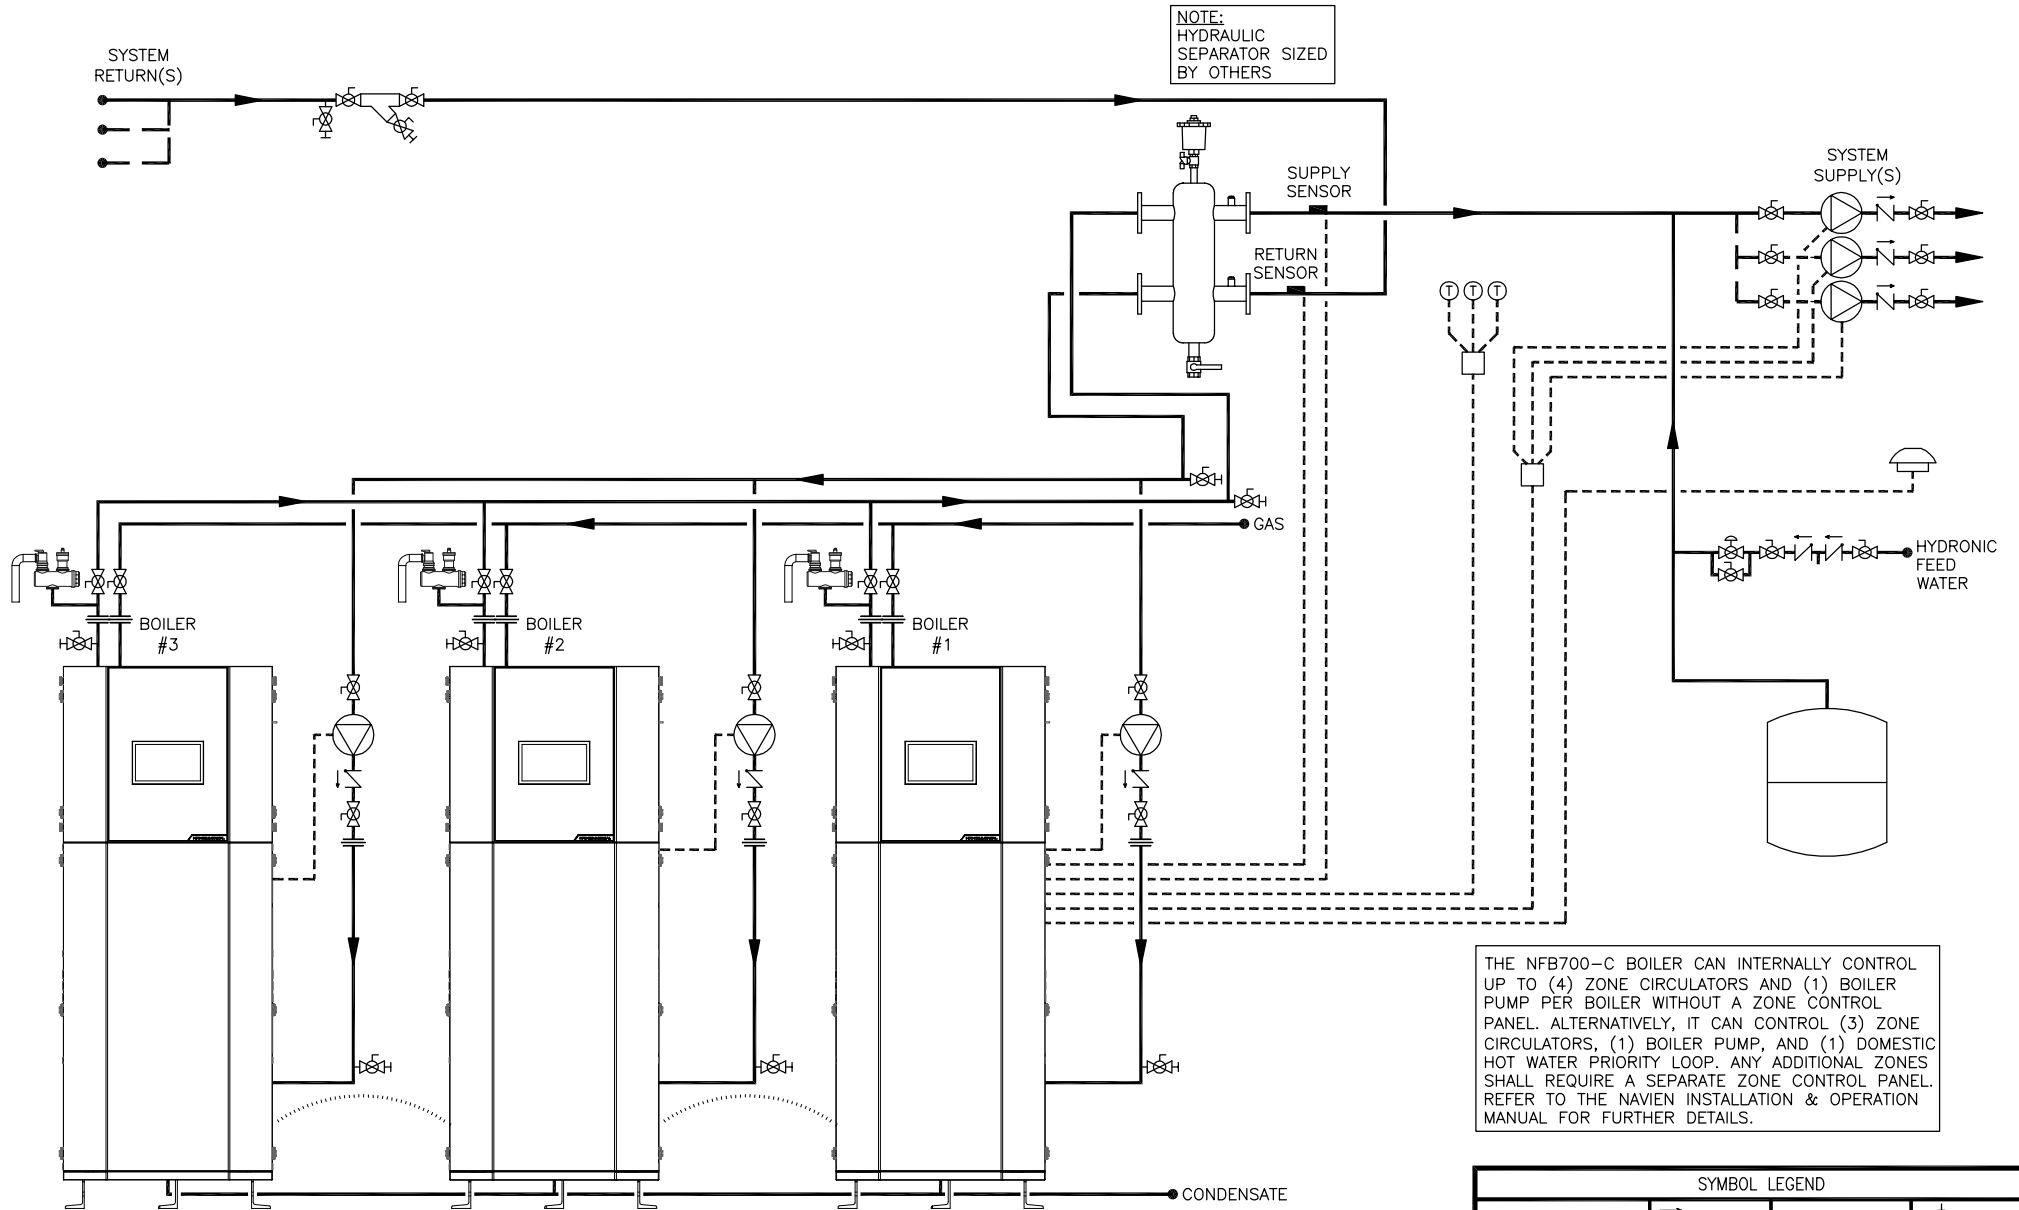 NOTE:
HYDRAULIC
SEPARATOR SIZED
BY OTHERS
SYSTEM
RETURN(S)
SYSTEM
SUPPLY(S)
SUPPLY
SENSOR
RETURN
SENSOR
T T T
GAS
HYDRONIC
FEED
WATER
BOILER
#3
BOILER
#2
BOILER
#1
THE NFB700-C BOILER CAN INTERNALLY CONTROL
UP TO (4) ZONE CIRCULATORS AND (1) BOILER
PUMP PER BOILER WITHOUT A ZONE CONTROL
PANEL. ALTERNATIVELY, IT CAN CONTROL (3) ZONE
CIRCULATORS, (1) BOILER PUMP, AND (1) DOMESTIC
HOT WATER PRIORITY LOOP. ANY ADDITIONAL ZONES
SHALL REQUIRE A SEPARATE ZONE CONTROL PANEL.
REFER TO THE NAVIEN INSTALLATION & OPERATION
MANUAL FOR FURTHER DETAILS.
SYMBOL LEGEND
CONDENSATE